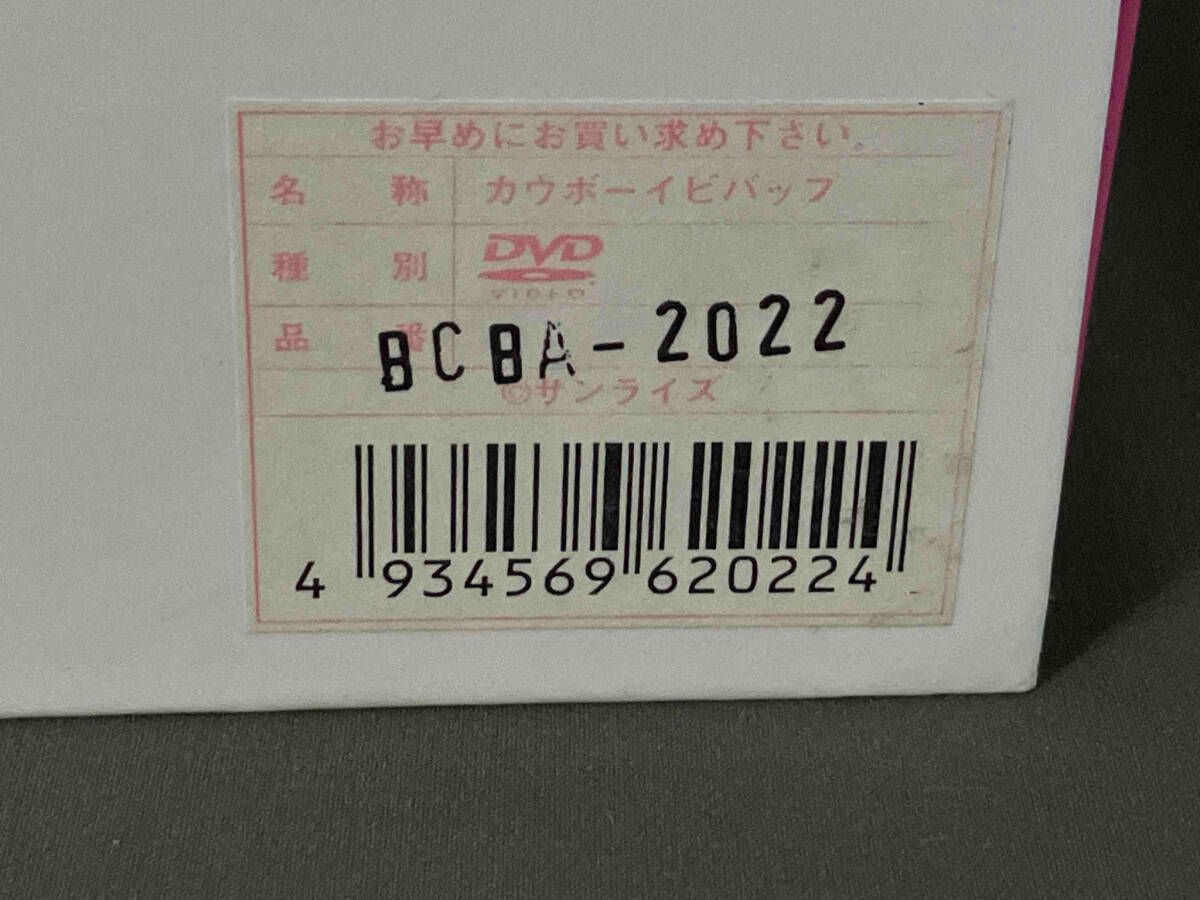 お早めにお買い求め下さい。
名 称 カウボーイビバップ
種 別 DVD VIDEO
品 番 BCBA-2022
©サンライズ
4 934569 620224